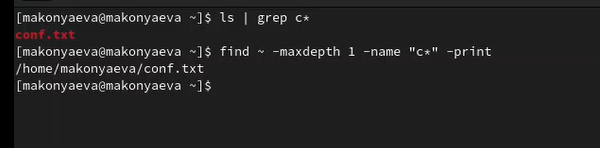 [makonyaeva@makonyaeva ~]$ ls | grep c*
conf.txt
[makonyaeva@makonyaeva ~]$ find ~ -maxdepth 1 -name "c*" -print
/home/makonyaeva/conf.txt
[makonyaeva@makonyaeva ~]$